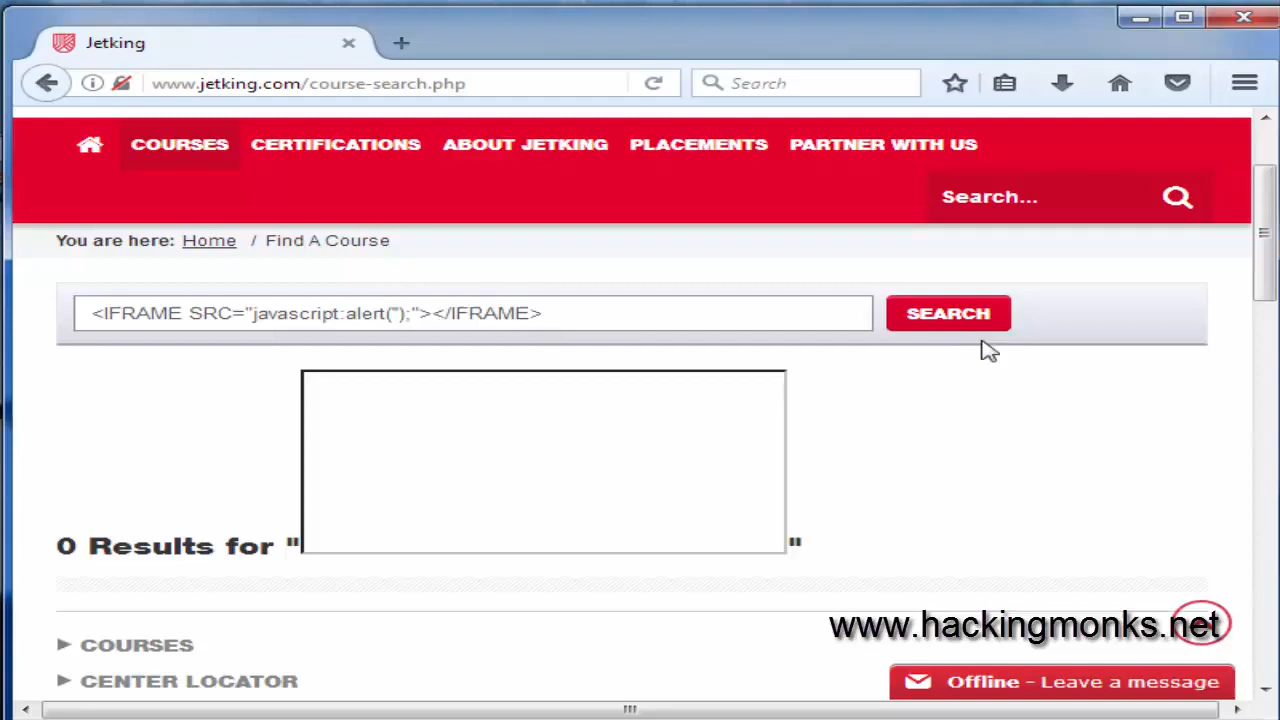 Jetking
www.jetking.com/course-search.php
Search
COURSES CERTIFICATIONS ABOUT JETKING PLACEMENTS PARTNER WITH US
Search...
You are here: Home / Find A Course
<IFRAME SRC="javascript:alert('');"></IFRAME>
SEARCH
0 Results for " "
www.hackingmonks.net
COURSES
CENTER LOCATOR
Offline - Leave a message